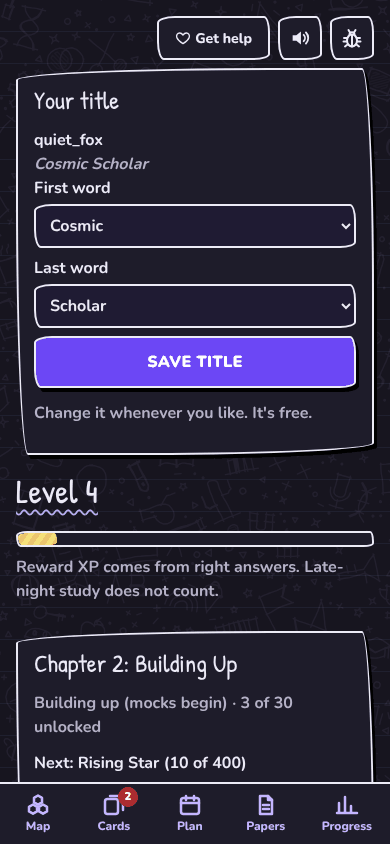 Get help
Your title
quiet_fox
Cosmic Scholar
First word
Cosmic
Last word
Scholar
SAVE TITLE
Change it whenever you like. It's free.
Level 4
Reward XP comes from right answers. Late-
night study does not count.
Chapter 2: Building Up
Building up (mocks begin) · 3 of 30
unlocked
Next: Rising Star (10 of 400)
2
Map
Cards
Plan
Papers
Progress